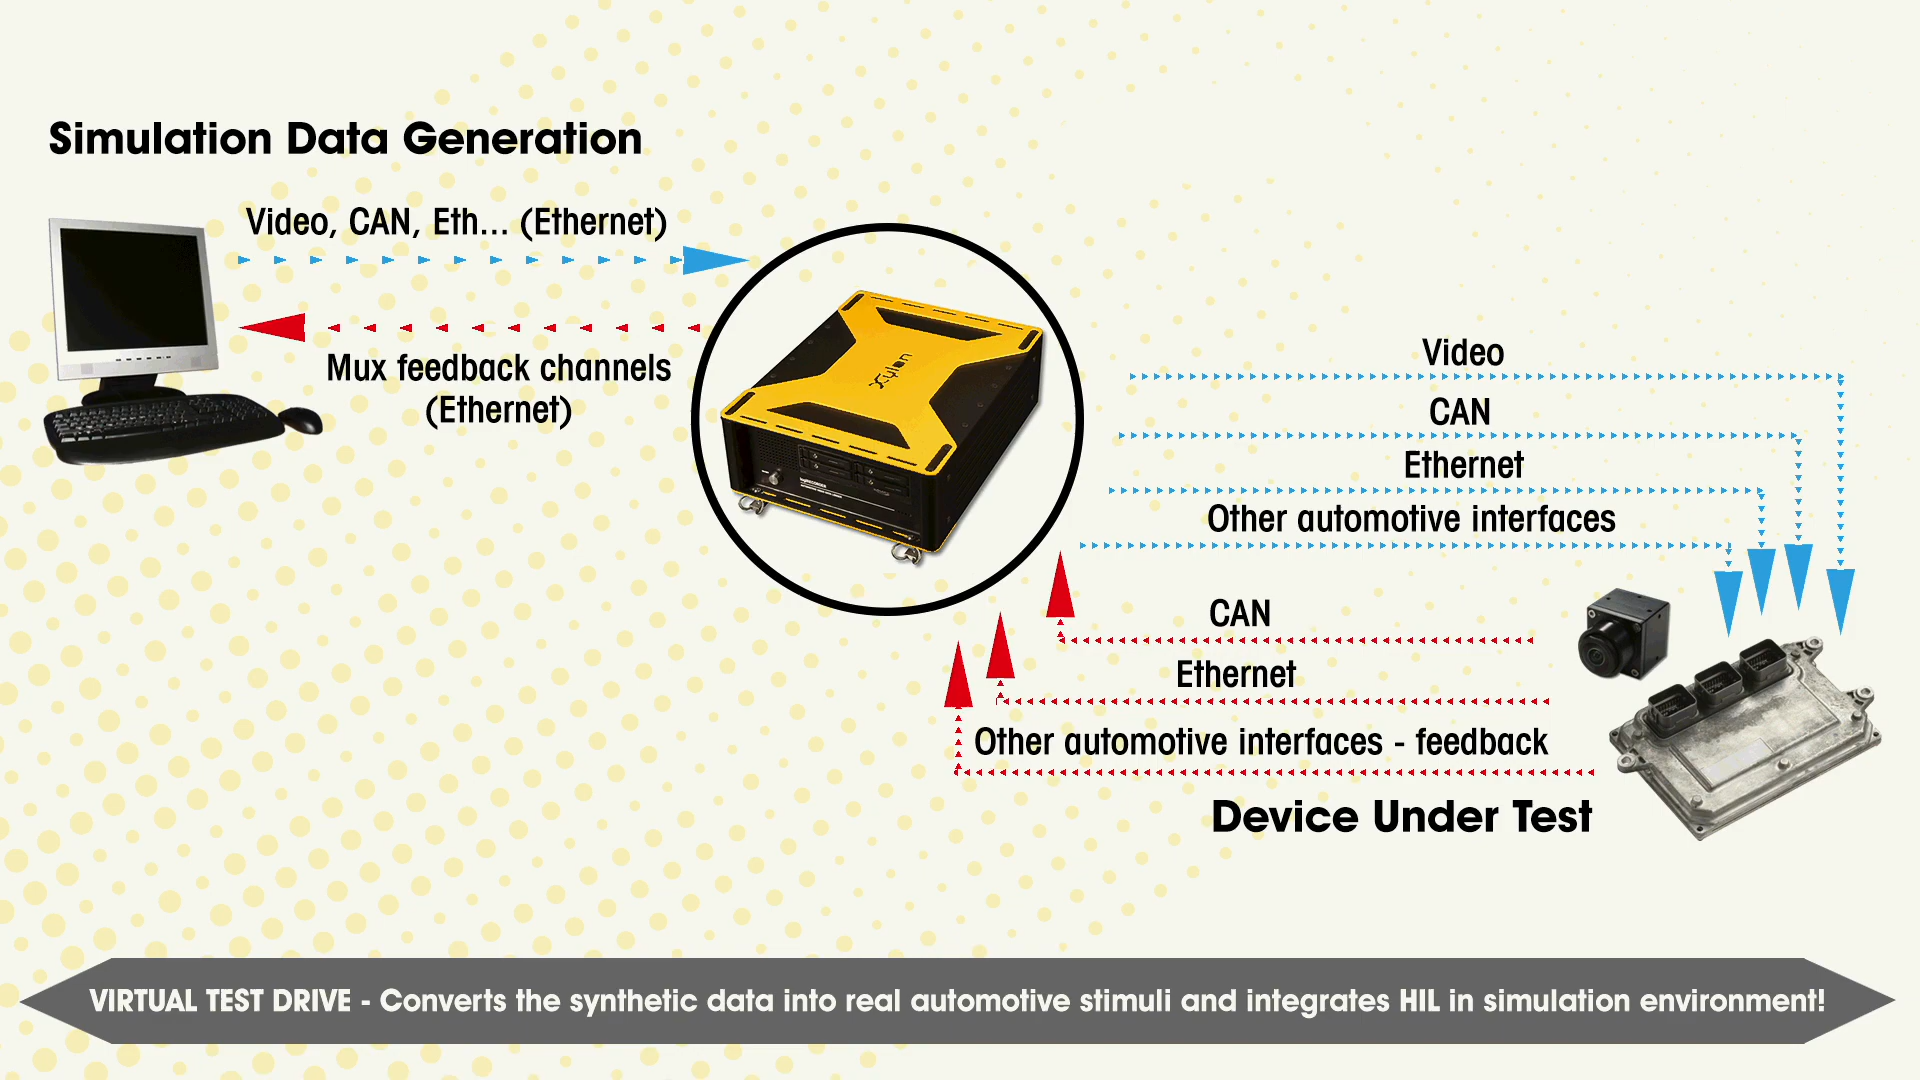 Simulation Data Generation
Video, CAN, Eth... (Ethernet)
Mux feedback channels
(Ethernet)
xylon
logiRECORDER
Video
CAN
Ethernet
Other automotive interfaces
CAN
Ethernet
Other automotive interfaces - feedback
Device Under Test
VIRTUAL TEST DRIVE - Converts the synthetic data into real automotive stimuli and integrates HIL in simulation environment!